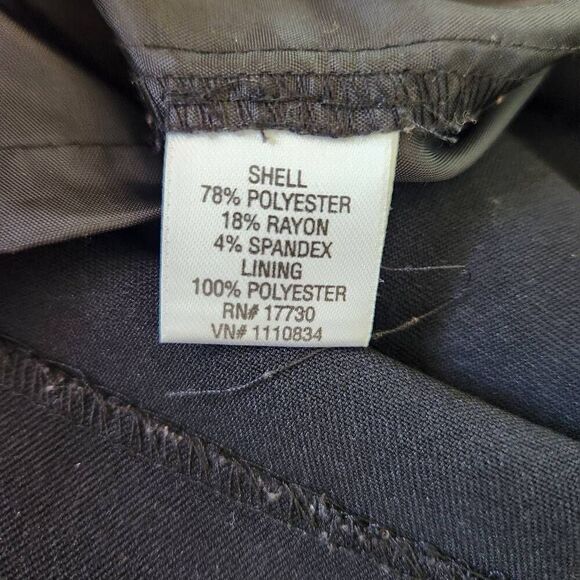 SHELL
78% POLYESTER
18% RAYON
4% SPANDEX
LINING
100% POLYESTER
RN# 17730
VN# 1110834